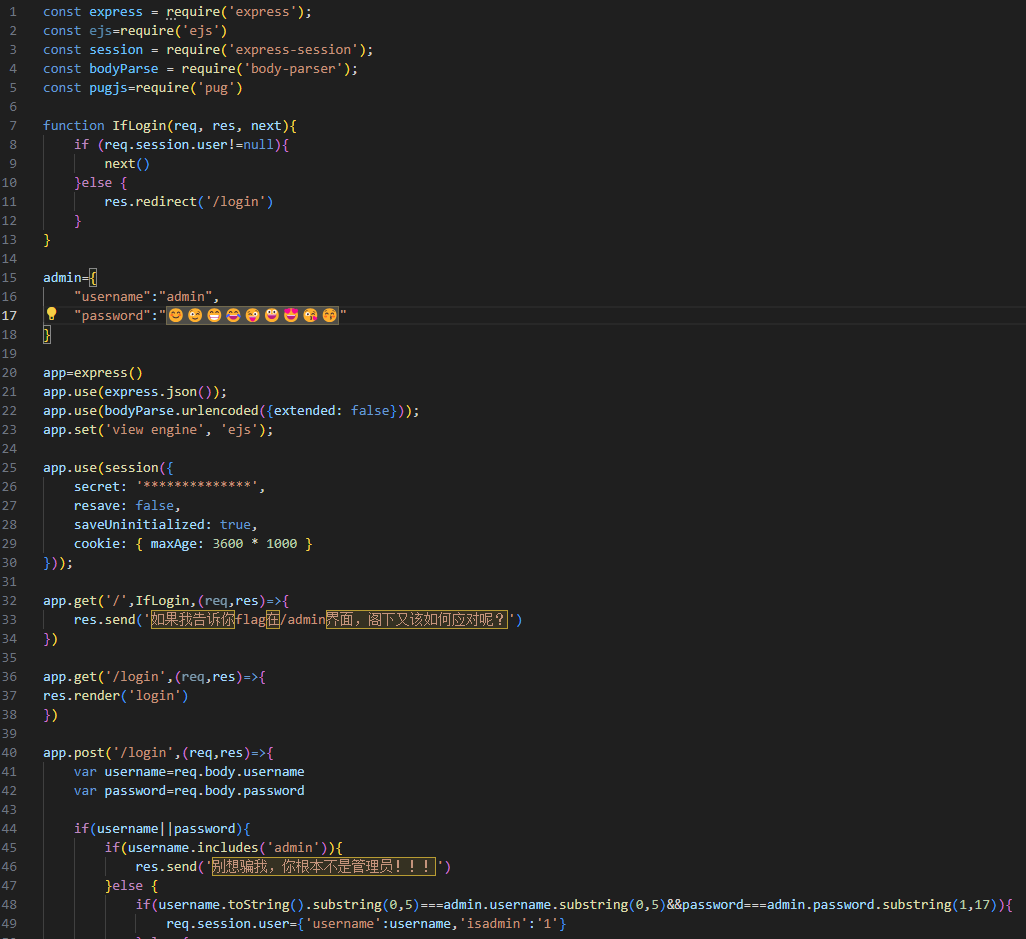 1 const express = require('express');
2 const ejs=require('ejs')
3 const session = require('express-session');
4 const bodyParse = require('body-parser');
5 const pugjs=require('pug')
6
7 function IfLogin(req, res, next){
8     if (req.session.user!=null){
9         next()
10     }else {
11         res.redirect('/login')
12     }
13 }
14
15 admin={
16     "username":"admin",
17     "password":"😊😉😁😂😜🤪😍😘😚"
18 }
19
20 app=express()
21 app.use(express.json());
22 app.use(bodyParse.urlencoded({extended: false}));
23 app.set('view engine', 'ejs');
24
25 app.use(session({
26     secret: '**************',
27     resave: false,
28     saveUninitialized: true,
29     cookie: { maxAge: 3600 * 1000 }
30 }));
31
32 app.get('/',IfLogin,(req,res)=>{
33     res.send('如果我告诉你flag在/admin界面，阁下又该如何应对呢？')
34 })
35
36 app.get('/login',(req,res)=>{
37 res.render('login')
38 })
39
40 app.post('/login',(req,res)=>{
41     var username=req.body.username
42     var password=req.body.password
43
44     if(username||password){
45         if(username.includes('admin')){
46             res.send('别想骗我，你根本不是管理员！！！')
47         }else {
48             if(username.toString().substring(0,5)===admin.username.substring(0,5)&&password===admin.password.substring(1,17)){
49                 req.session.user={'username':username,'isadmin':'1'}